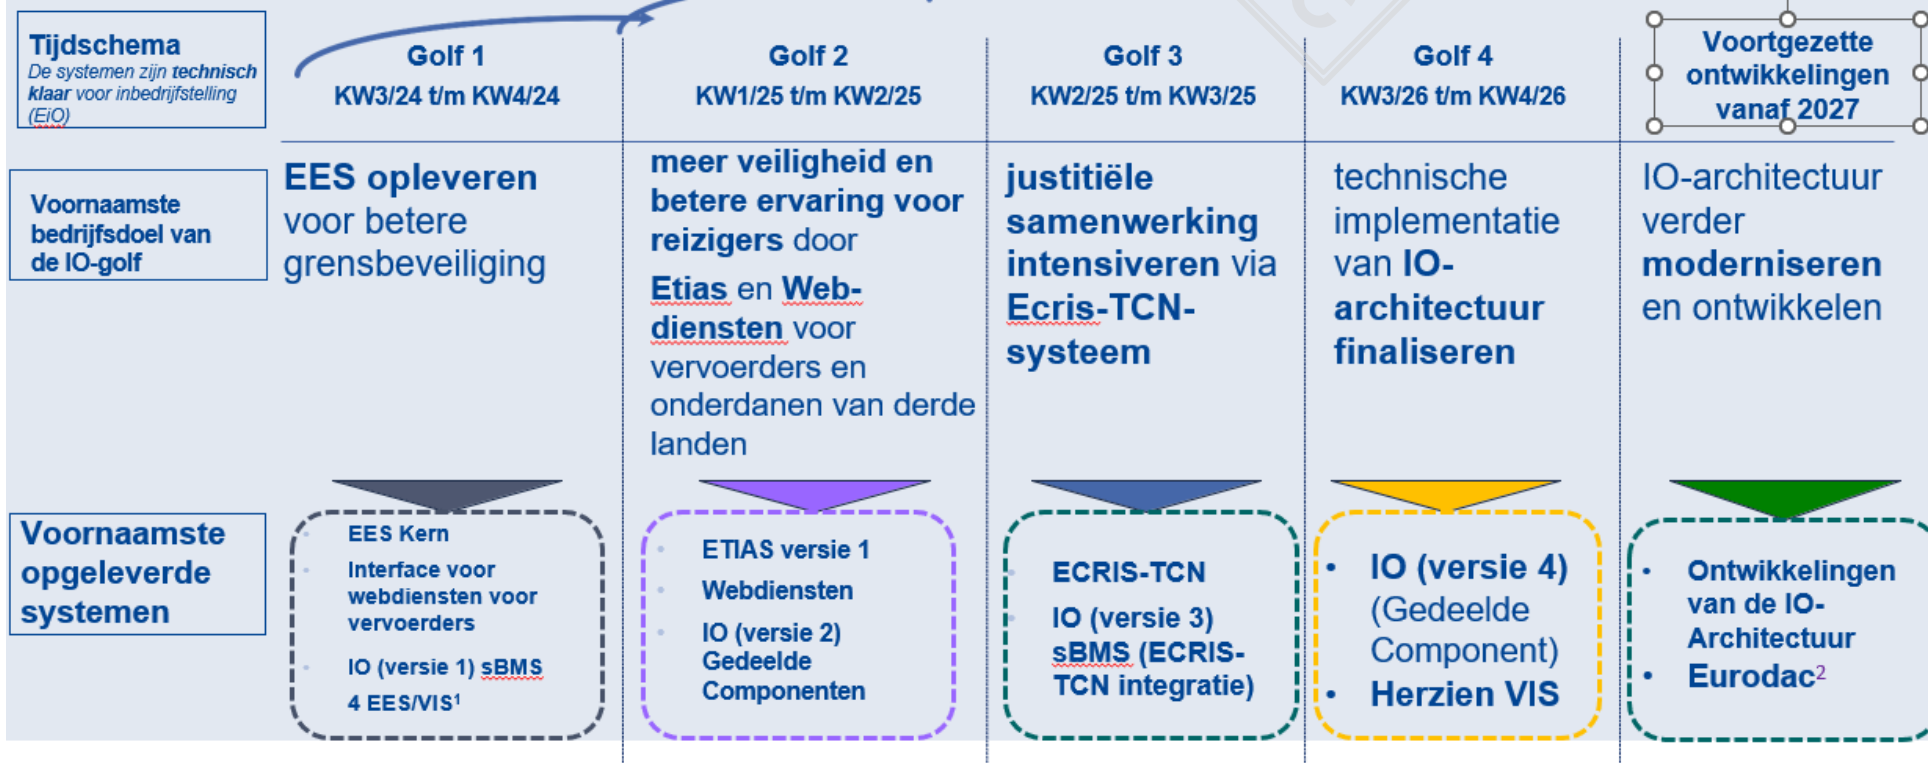 Tijdschema
De systemen zijn technisch
klaar voor inbedrijfstelling
(EiO)
Golf 1
KW3/24 t/m KW4/24
Golf 2
KW1/25 t/m KW2/25
Golf 3
KW2/25 t/m KW3/25
Golf 4
KW3/26 t/m KW4/26
Voortgezette
ontwikkelingen
vanaf 2027
Voornaamste
bedrijfsdoel van
de IO-golf
EES opleveren
voor betere
grensbeveiliging
meer veiligheid en
betere ervaring voor
reizigers door
Etias en Web-
diensten voor
vervoerders en
onderdanen van derde
landen
justitiële
samenwerking
intensiveren via
Ecris-TCN-
systeem
technische
implementatie
van IO-
architectuur
finaliseren
IO-architectuur
verder
moderniseren
en ontwikkelen
Voornaamste
opgeleverde
systemen
• EES Kern
• Interface voor
webdiensten voor
vervoerders
• IO (versie 1) sBMS
4 EES/VIS¹
• ETIAS versie 1
• Webdiensten
• IO (versie 2)
Gedeelde
Componenten
• ECRIS-TCN
• IO (versie 3)
sBMS (ECRIS-
TCN integratie)
• IO (versie 4)
(Gedeelde
Component)
• Herzien VIS
• Ontwikkelingen
van de IO-
Architectuur
• Eurodac²